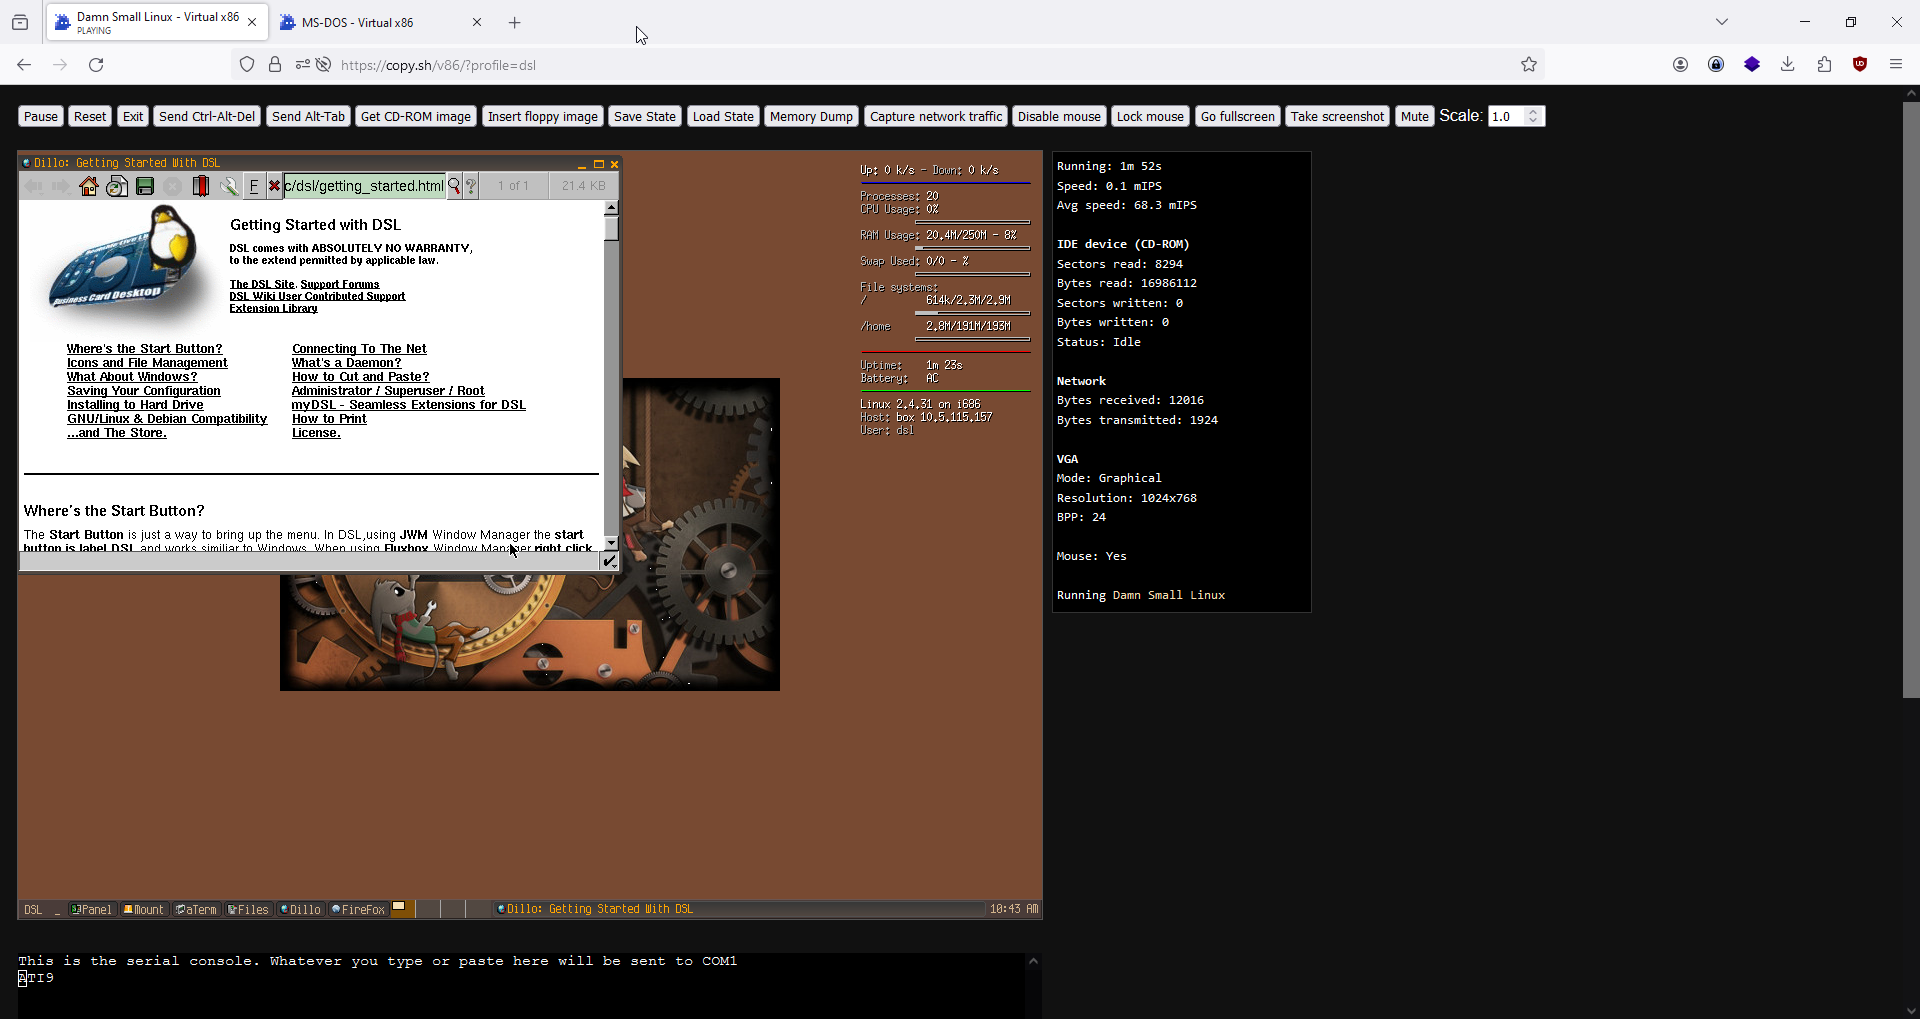 Damn Small Linux - Virtual x86
PLAYING
MS-DOS - Virtual x86
https://copy.sh/v86/?profile=dsl
Pause Reset Exit Send Ctrl-Alt-Del Send Alt-Tab Get CD-ROM image Insert floppy image Save State Load State Memory Dump Capture network traffic Disable mouse Lock mouse Go fullscreen Take screenshot Mute Scale: 1.0
Dillo: Getting Started With DSL
F c/dsl/getting_started.html ? 1 of 1 21.4 KB
Business Card Desktop
Getting Started with DSL
DSL comes with ABSOLUTELY NO WARRANTY,
to the extend permitted by applicable law.
The DSL Site. Support Forums
DSL Wiki User Contributed Support
Extension Library
Where's the Start Button?
Icons and File Management
What About Windows?
Saving Your Configuration
Installing to Hard Drive
GNU/Linux & Debian Compatibility
...and The Store.
Connecting To The Net
What's a Daemon?
How to Cut and Paste?
Administrator / Superuser / Root
myDSL - Seamless Extensions for DSL
How to Print
License.
Where's the Start Button?
The Start Button is just a way to bring up the menu. In DSL,using JWM Window Manager the start
button is label DSL and works similiar to Windows. When using Fluxbox Window Manager right click
Up: 0 k/s - Down: 0 k/s
Processes: 20
CPU Usage: 0%
RAM Usage: 20.4M/250M - 8%
Swap Used: 0/0 - %
File systems:
/ 614k/2.3M/2.9M
/home 2.8M/191M/193M
Uptime: 1m 23s
Battery: AC
Linux 2.4.31 on i686
Host: box 10.5.115.157
User: dsl
DSL _ Panel Mount aTerm Files Dillo FireFox Dillo: Getting Started With DSL 10:43 AM
Running: 1m 52s
Speed: 0.1 mIPS
Avg speed: 68.3 mIPS
IDE device (CD-ROM)
Sectors read: 8294
Bytes read: 16986112
Sectors written: 0
Bytes written: 0
Status: Idle
Network
Bytes received: 12016
Bytes transmitted: 1924
VGA
Mode: Graphical
Resolution: 1024x768
BPP: 24
Mouse: Yes
Running Damn Small Linux
This is the serial console. Whatever you type or paste here will be sent to COM1
ATI9